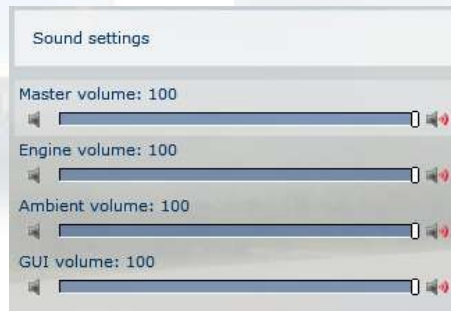 Sound settings
Master volume: 100
Engine volume: 100
Ambient volume: 100
GUI volume: 100